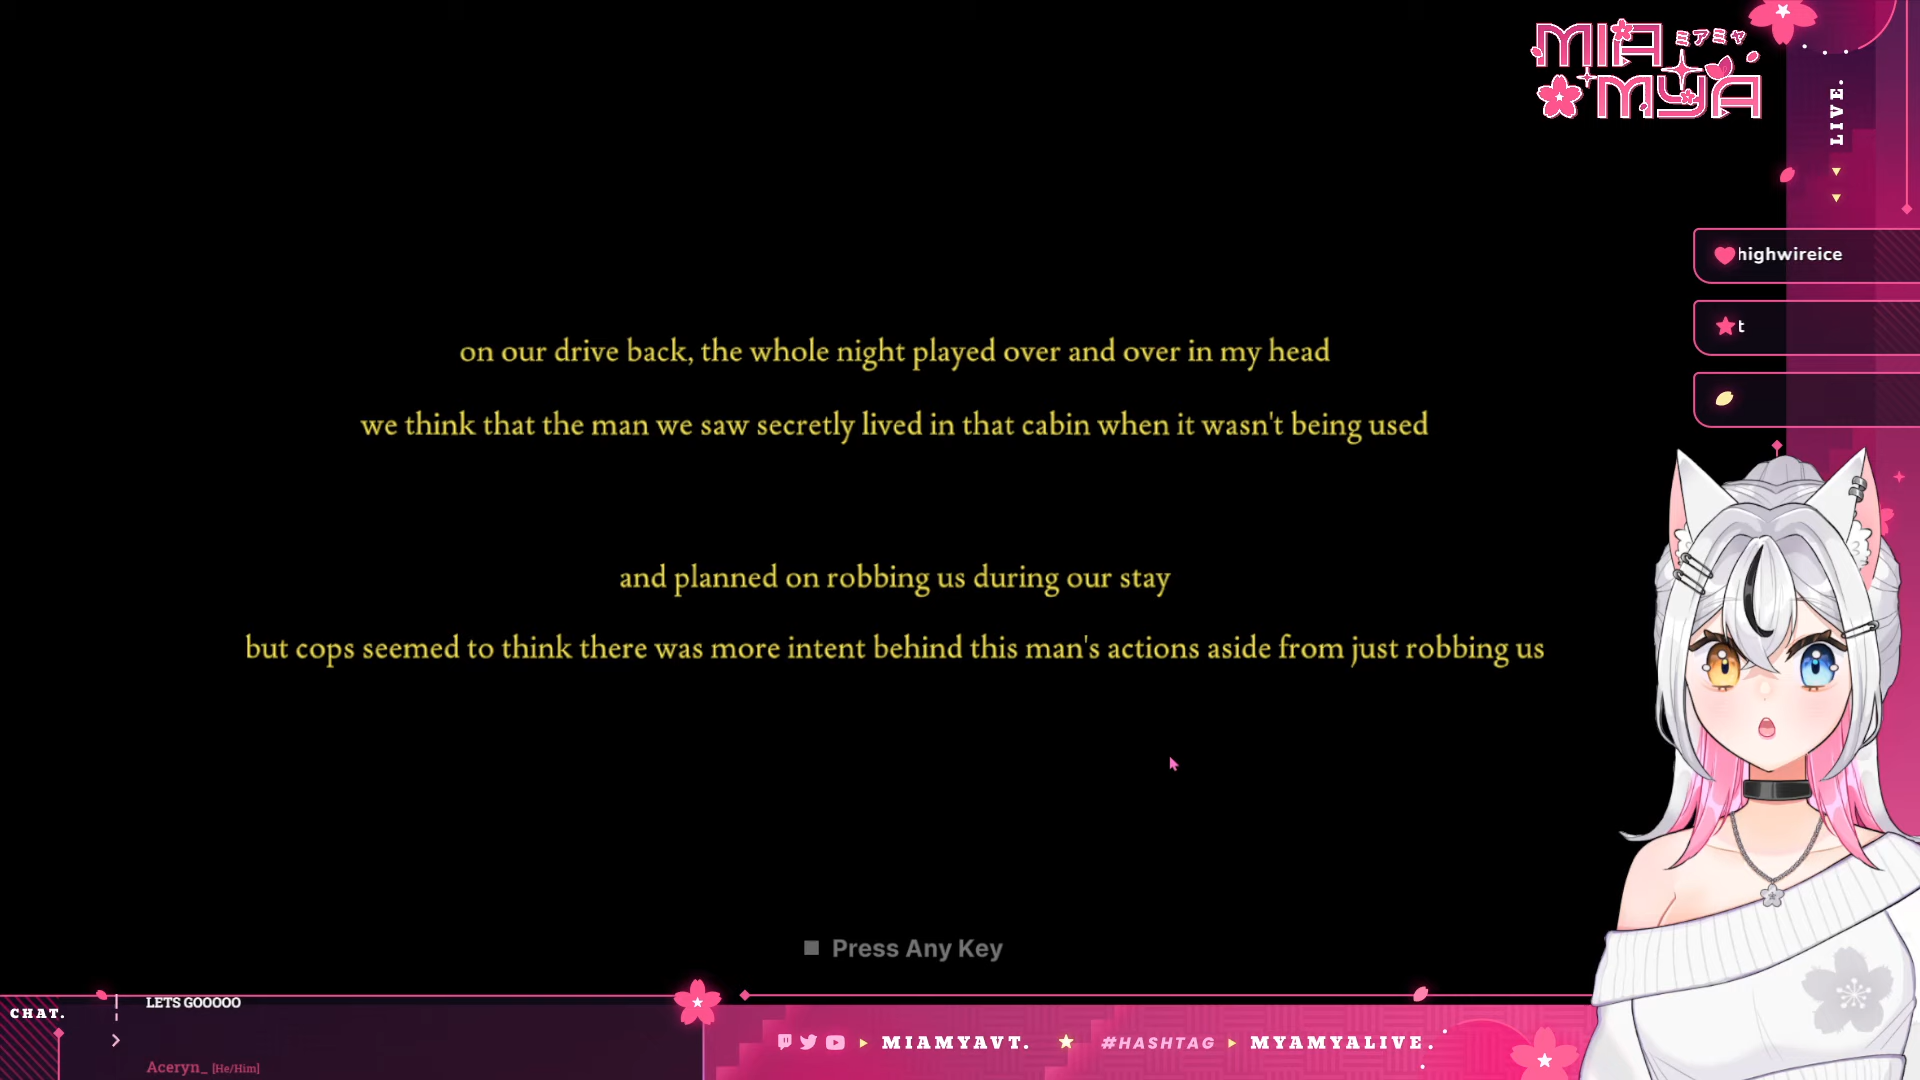 MIA ミアミヤ
MYA
LIVE.
highwireice
t
on our drive back, the whole night played over and over in my head
we think that the man we saw secretly lived in that cabin when it wasn't being used
and planned on robbing us during our stay
but cops seemed to think there was more intent behind this man's actions aside from just robbing us
Press Any Key
LETS GOOOOO
CHAT.
MIAMYAVT. #HASHTAG MYAMYALIVE.
Aceryn_ [He/Him]